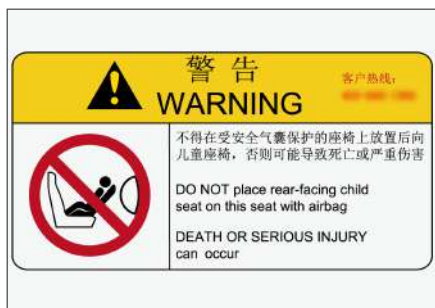 警告
WARNING
客户热线：
不得在受安全气囊保护的座椅上放置后向
儿童座椅，否则可能导致死亡或严重伤害
DO NOT place rear-facing child
seat on this seat with airbag
DEATH OR SERIOUS INJURY
can occur